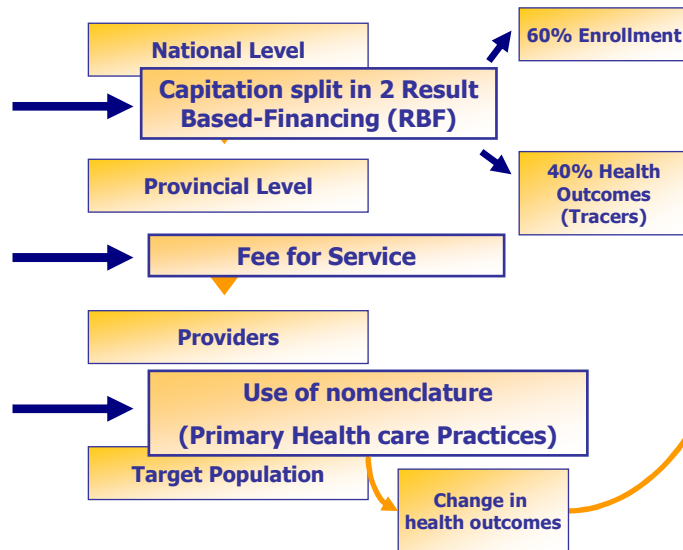 National Level
60% Enrollment
Capitation split in 2 Result
Based-Financing (RBF)
40% Health
Outcomes
(Tracers)
Provincial Level
Fee for Service
Providers
Use of nomenclature
(Primary Health care Practices)
Target Population
Change in
health outcomes